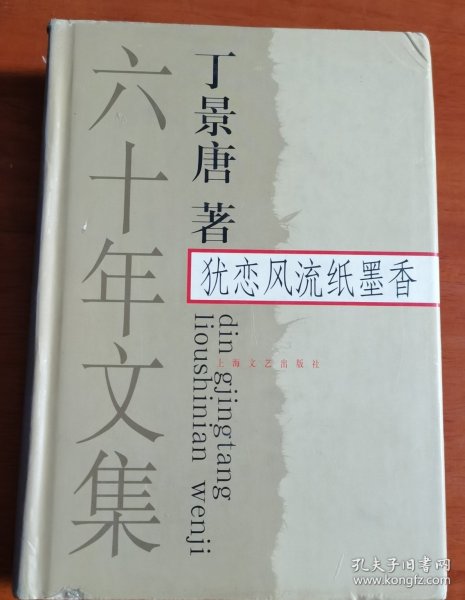 六十年文集
丁景唐 著
犹恋风流纸墨香
din gjingtang
lioushinian wenji
上海文艺出版社
孔夫子旧书网
book.kongfz.com